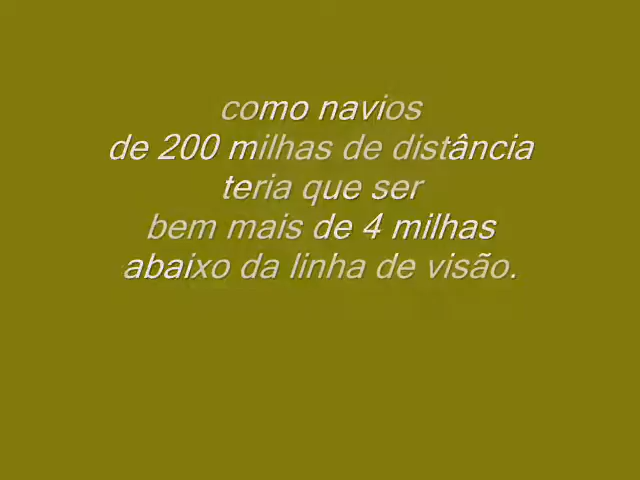 como navios
de 200 milhas de distância
teria que ser
bem mais de 4 milhas
abaixo da linha de visão.